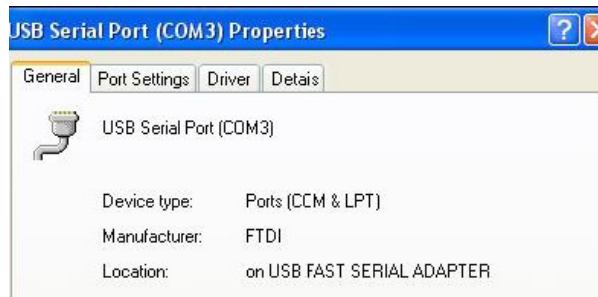 USB Serial Port (COM3) Properties
General Port Settings Driver Detais
USB Serial Port (COM3)
Device type: Ports (CCM & LPT)
Manufacturer: FTDI
Location: on USB FAST SERIAL ADAPTER